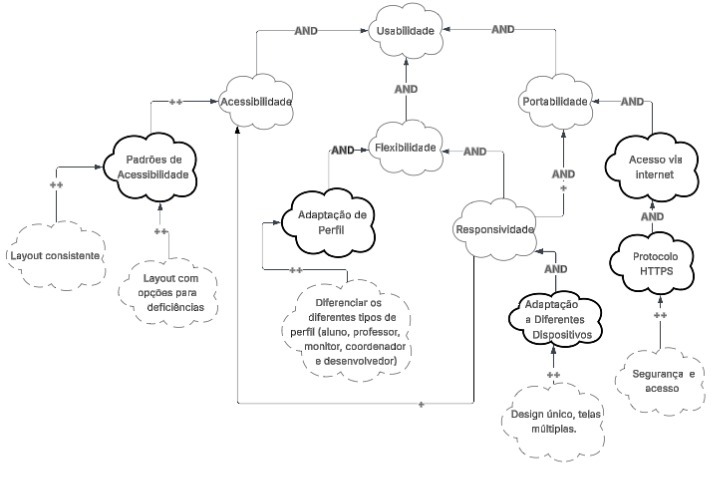 Usabilidade
AND
AND
AND
Acessibilidade
Portabilidade
++
AND
Padrões de
Acessibilidade
AND
Flexibilidade
AND
Acesso via
internet
++
AND
+
Adaptação de
Perfil
Responsividade
AND
Layout consistente
++
++
AND
Protocolo
HTTPS
Layout com
opções para
deficiências
Diferenciar os
diferentes tipos de
perfil (aluno, professor,
monitor, coordenador
e desenvolvedor)
Adaptação
a Diferentes
Dispositivos
++
++
Segurança e
acesso
+
Design único, telas
múltiplas.